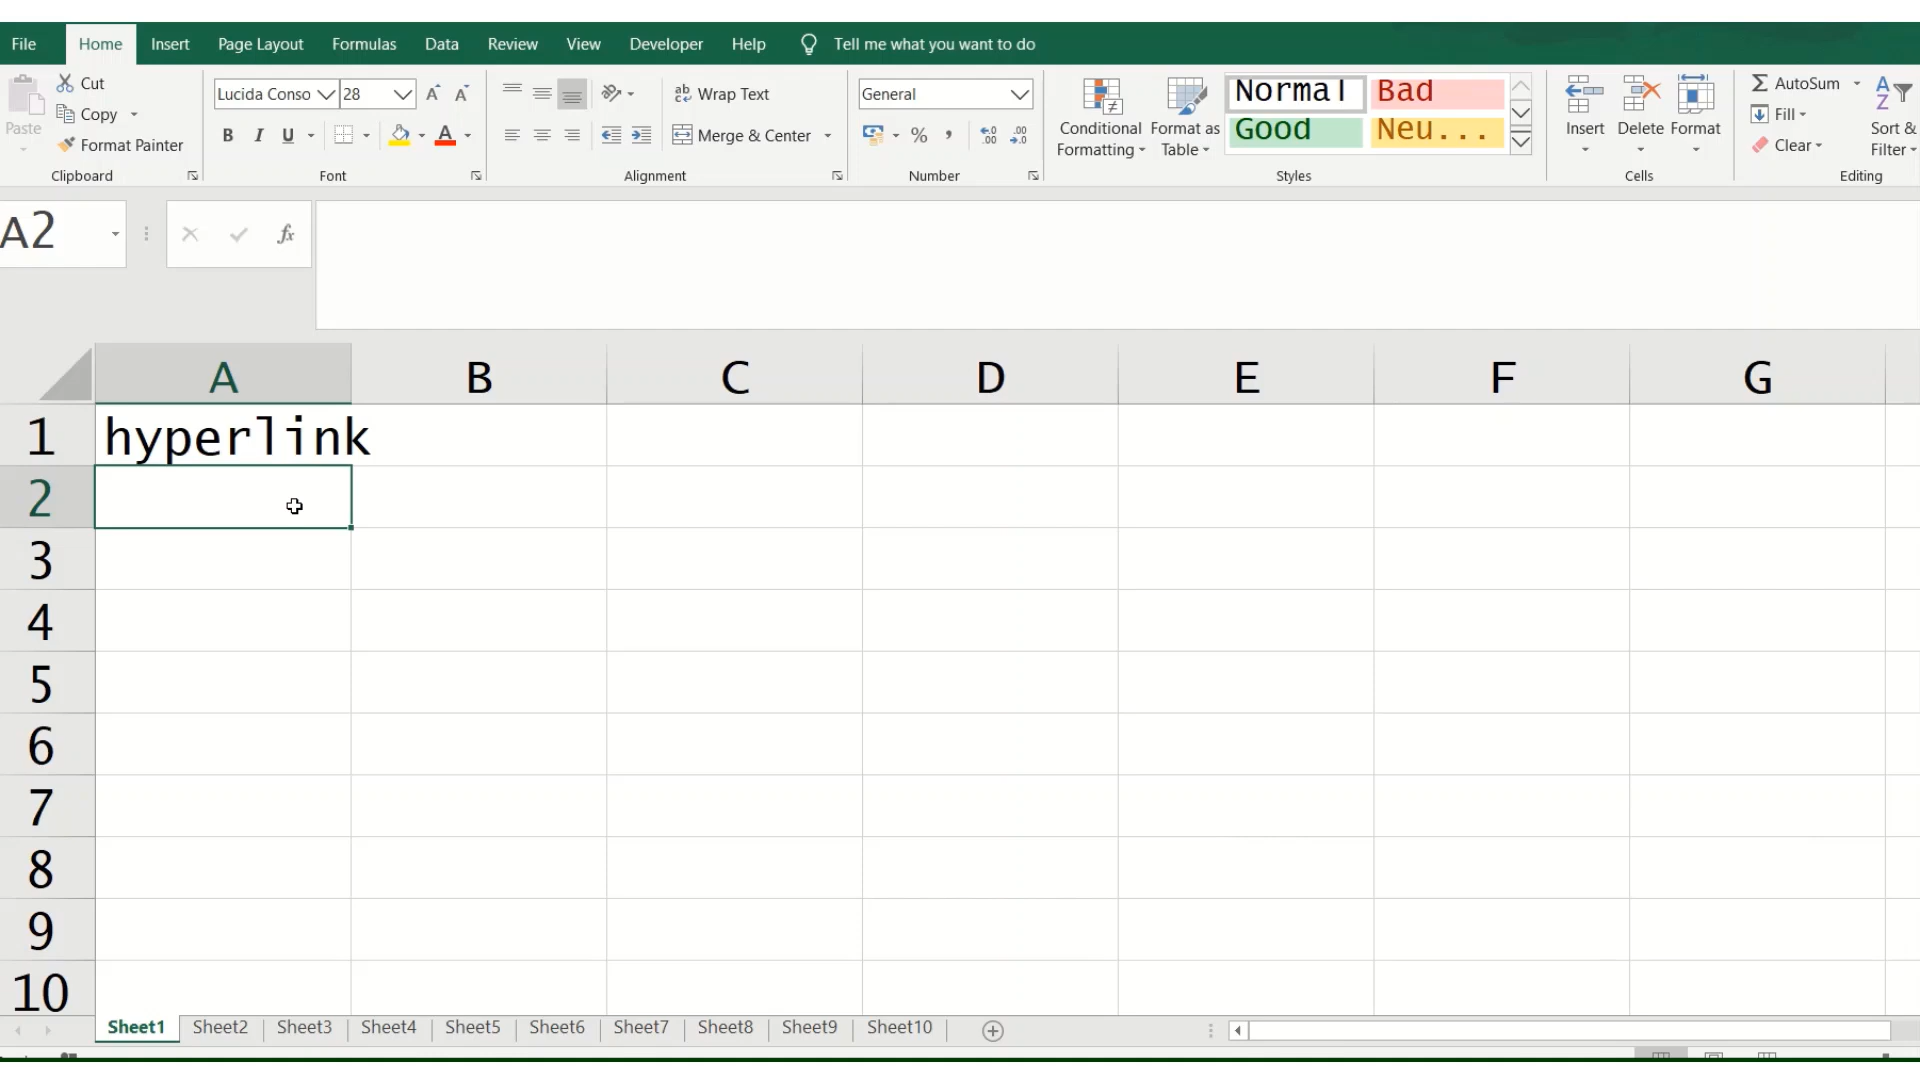 File Home Insert Page Layout Formulas Data Review View Developer Help Tell me what you want to do
Cut
Copy
Format Painter
Paste
Clipboard
Lucida Conso 28
B I U
Font
Wrap Text
Merge & Center
Alignment
General
%
Number
Conditional Formatting
Format as Table
Normal Bad
Good Neu...
Styles
Insert Delete Format
Cells
AutoSum
Fill
Clear
Sort &
Filter
Editing
A2 fx
A B C D E F G
1 hyperlink
2
3
4
5
6
7
8
9
10
Sheet1 Sheet2 Sheet3 Sheet4 Sheet5 Sheet6 Sheet7 Sheet8 Sheet9 Sheet10